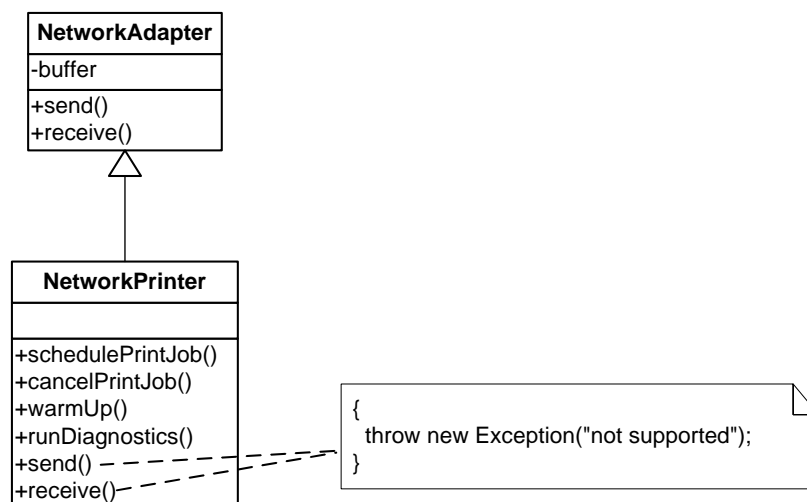 NetworkAdapter
-buffer
+send()
+receive()
NetworkPrinter
+schedulePrintJob()
+cancelPrintJob()
+warmUp()
+runDiagnostics()
+send()
+receive()
{
throw new Exception("not supported");
}